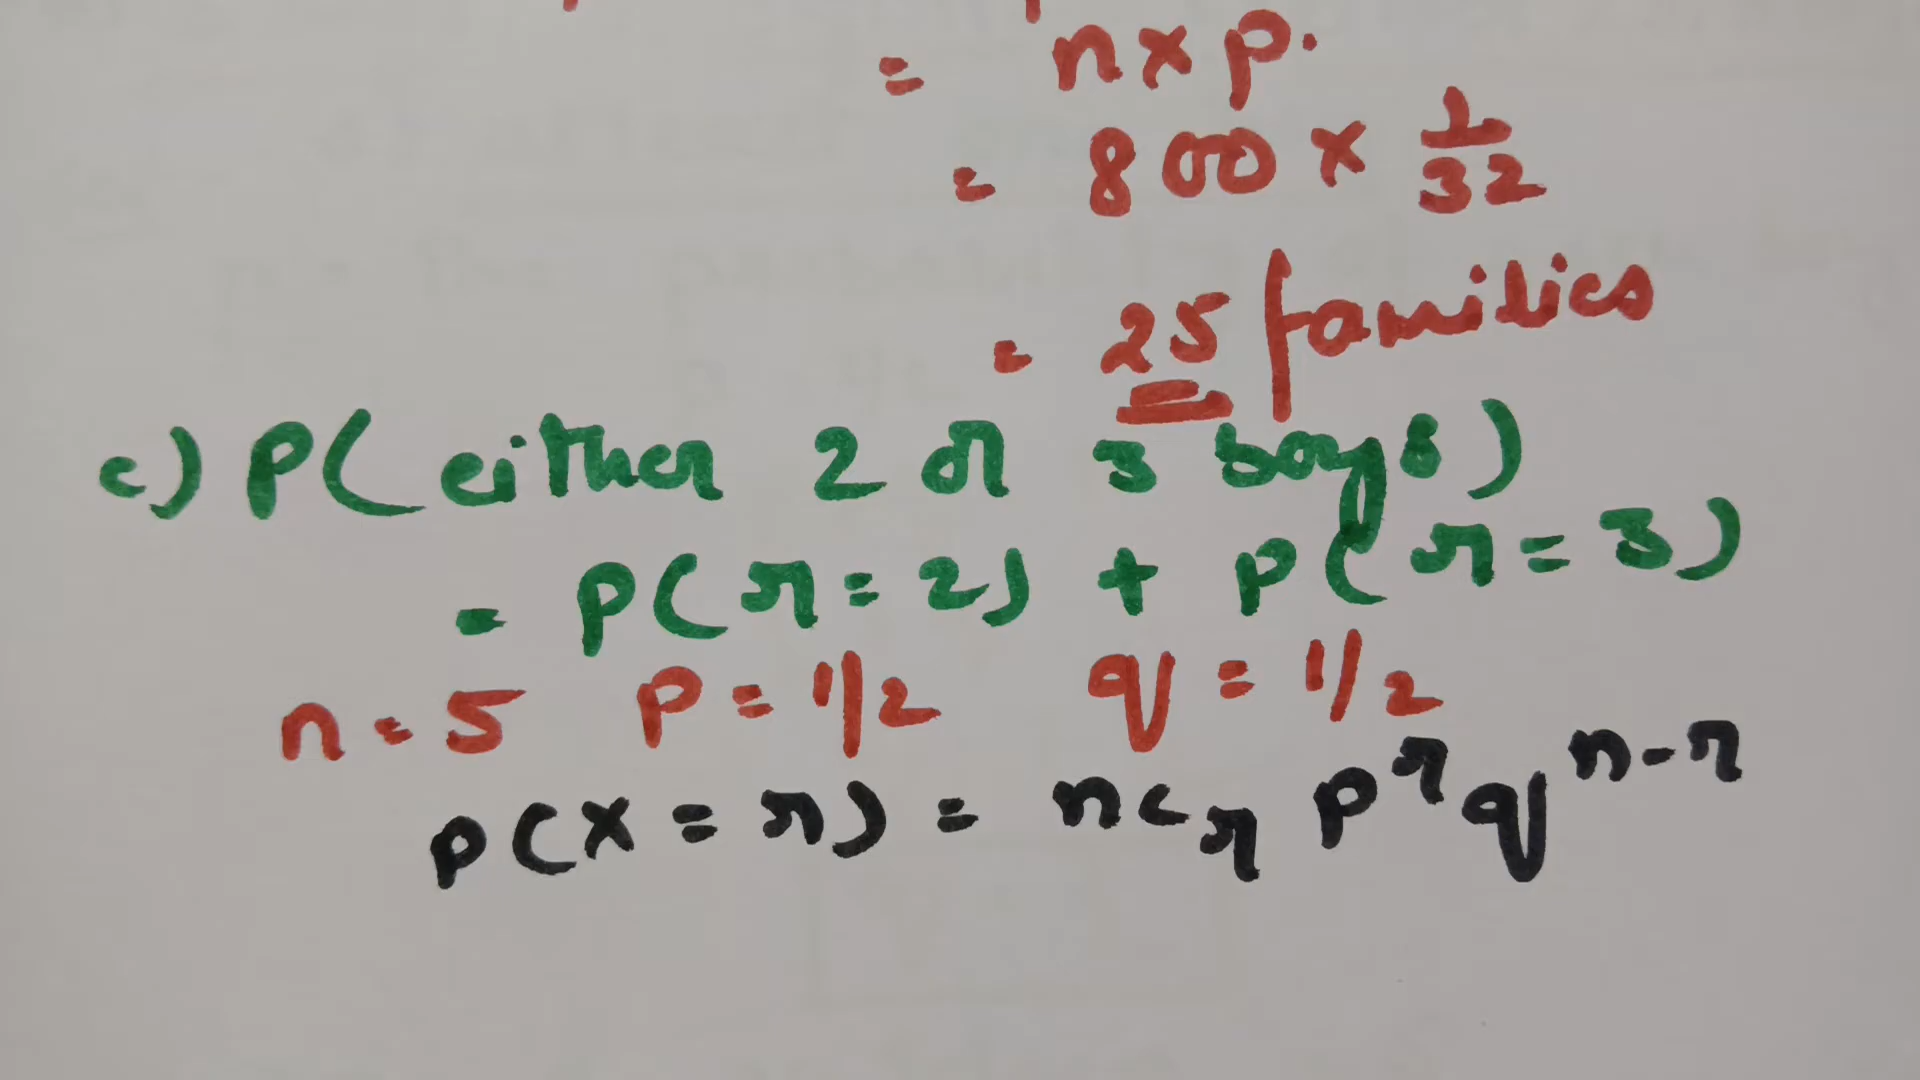 = n x p.
= 800 x 1/32
= 25 families
c) P( either 2 or 3 boys)
= P( r = 2) + P( r = 3)
n = 5 P = 1/2 q = 1/2
P(X = r) = nCr p^r q^n-r